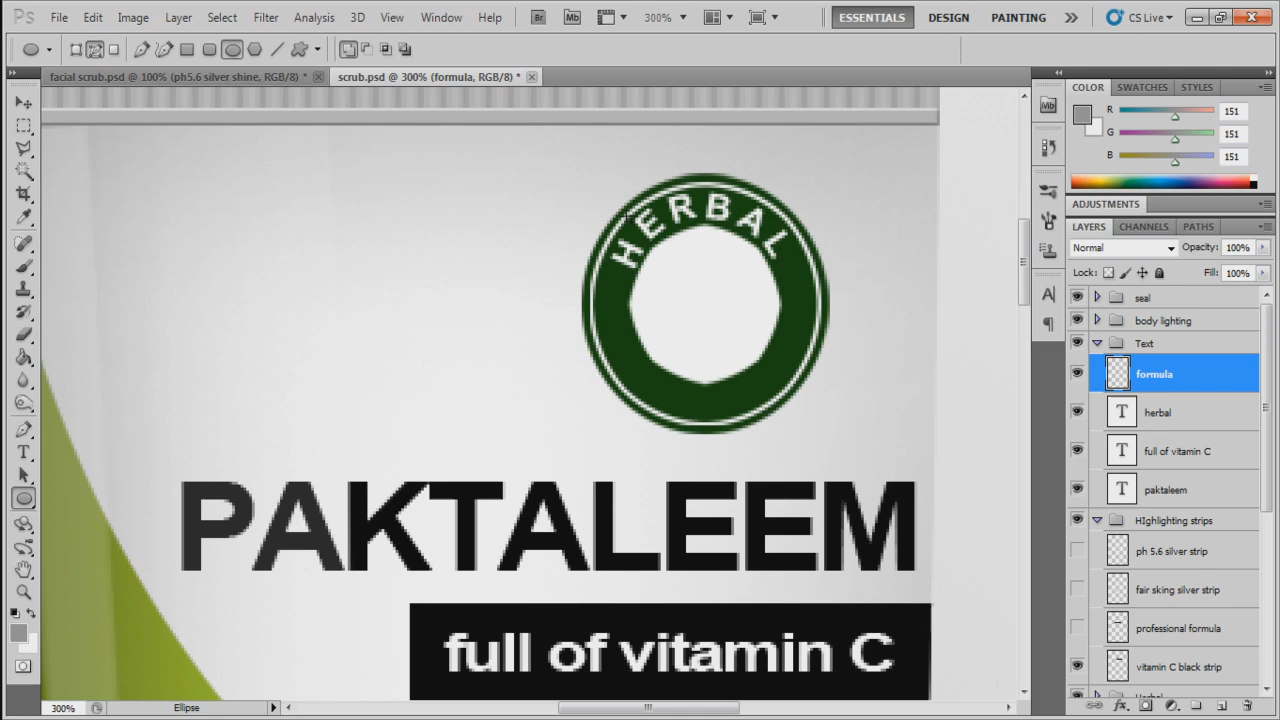 Ps File Edit Image Layer Select Filter Analysis 3D View Window Help Br Mb 300% ESSENTIALS DESIGN PAINTING CS Live
facial scrub.psd @ 100% (ph5.6 silver shine, RGB/8) * scrub.psd @ 300% (formula, RGB/8) *
Mb
COLOR SWATCHES STYLES
R 151
G 151
B 151
ADJUSTMENTS
LAYERS CHANNELS PATHS
Normal Opacity: 100%
Lock: Fill: 100%
seal
body lighting
Text
formula
T herbal
T full of vitamin C
T paktaleem
HIghlighting strips
ph 5.6 silver strip
fair sking silver strip
professional formula
vitamin C black strip
HERBAL
PAKTALEEM
full of vitamin C
300% Ellipse